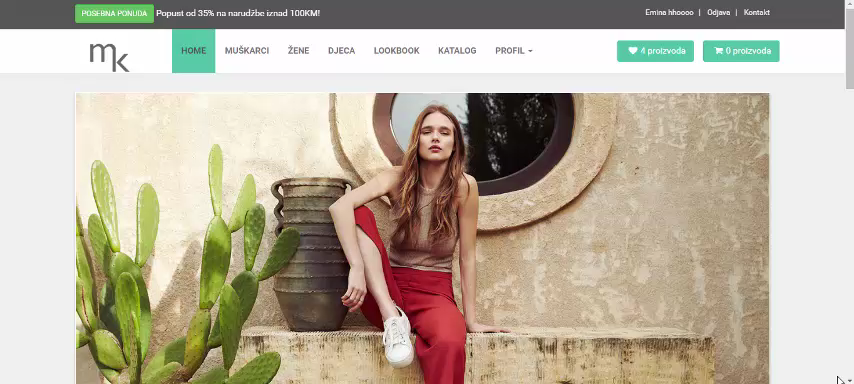 POSEBNA PONUDA Popust od 35% na narudžbe iznad 100KM!
Emina hhoooo | Odjava | Kontakt
mk
HOME MUŠKARCI ŽENE DJECA LOOKBOOK KATALOG PROFIL
4 proizvoda 0 proizvoda